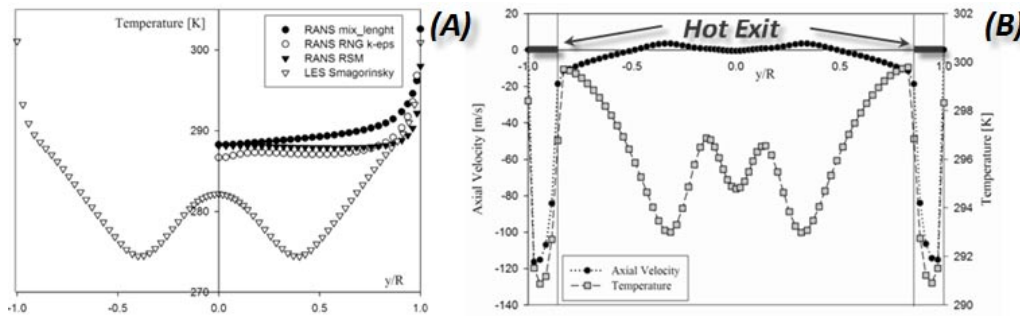 Temperature [K]
(A)
RANS mix_lenght
RANS RNG k-eps
RANS RSM
LES Smagorinsky
300
290
280
270
-1.0
-0.5
0.0
0.5
1.0
y/R
(B)
Hot Exit
20
0
-20
-40
-60
-80
-100
-120
-140
Axial Velocity [m/s]
-1.0
-0.5
0.0
0.5
1.0
y/R
Axial Velocity
Temperature
302
300
298
296
294
292
290
Temperature [K]